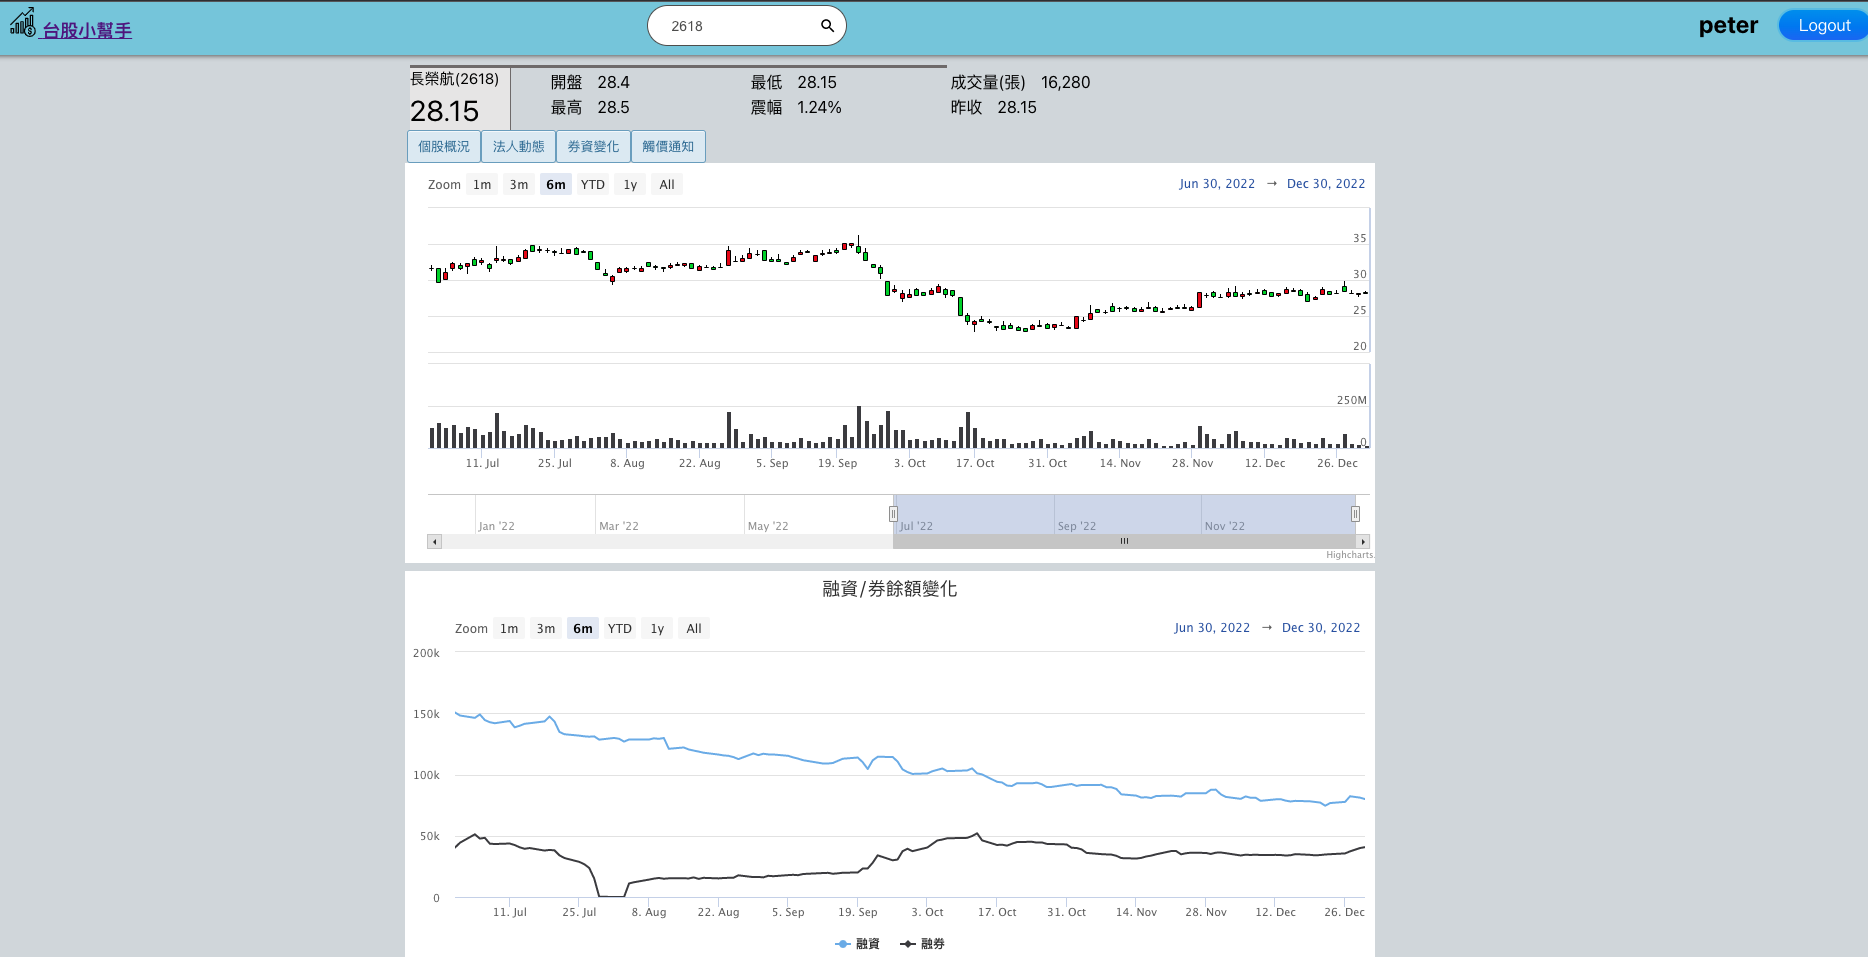 台股小幫手
2618
peter
Logout
長榮航(2618)
28.15
開盤 28.4
最低 28.15
成交量(張) 16,280
最高 28.5
震幅 1.24%
昨收 28.15
個股概況
法人動態
券資變化
觸價通知
Zoom 1m 3m 6m YTD 1y All
Jun 30, 2022 → Dec 30, 2022
35
30
25
20
250M
0
11. Jul 25. Jul 8. Aug 22. Aug 5. Sep 19. Sep 3. Oct 17. Oct 31. Oct 14. Nov 28. Nov 12. Dec 26. Dec
Jan '22 Mar '22 May '22 Jul '22 Sep '22 Nov '22
Highcharts.
融資/券餘額變化
Zoom 1m 3m 6m YTD 1y All
Jun 30, 2022 → Dec 30, 2022
200k
150k
100k
50k
0
11. Jul 25. Jul 8. Aug 22. Aug 5. Sep 19. Sep 3. Oct 17. Oct 31. Oct 14. Nov 28. Nov 12. Dec 26. Dec
融資 融券